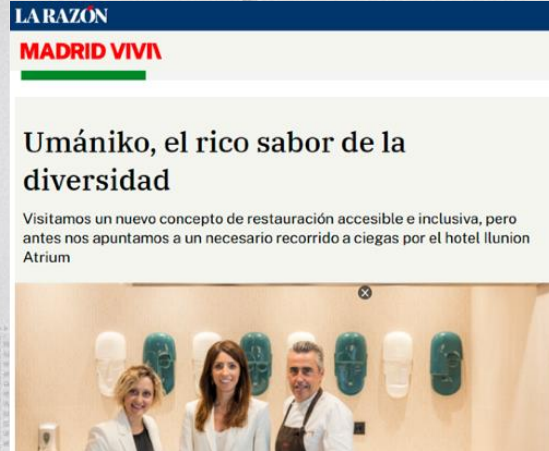 LA RAZÓN
MADRID VIVIR
Umániko, el rico sabor de la
diversidad
Visitamos un nuevo concepto de restauración accesible e inclusiva, pero
antes nos apuntamos a un necesario recorrido a ciegas por el hotel Ilunion
Atrium